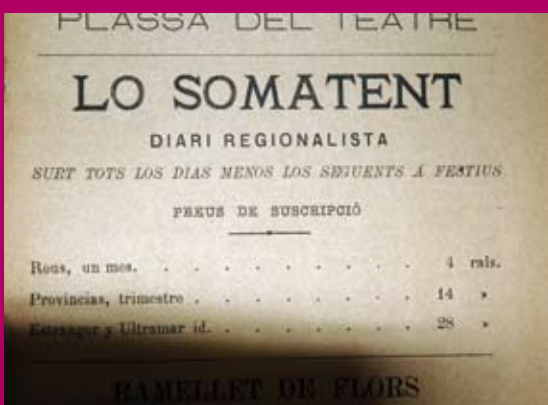 PLASSA DEL TEATRE
LO SOMATENT
DIARI REGIONALISTA
SURT TOTS LOS DIAS MENOS LOS SEGUENTS Á FESTIUS
PREUS DE SUSCRIPCIÓ
Reus, un mes. . . . . . . . . 4 rals.
Provincias, trimestre . . . . . . . 14 »
Estranger y Ultramar id. . . . . . . 28 »
RAMELLET DE FLORS